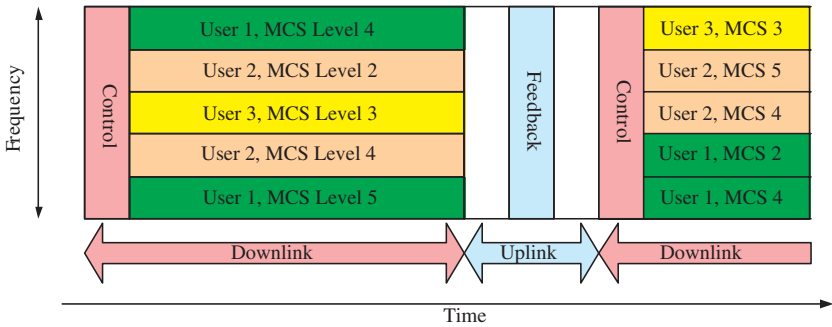 Frequency
Control
User 1, MCS Level 4
User 2, MCS Level 2
User 3, MCS Level 3
User 2, MCS Level 4
User 1, MCS Level 5
Feedback
Control
User 3, MCS 3
User 2, MCS 5
User 2, MCS 4
User 1, MCS 2
User 1, MCS 4
Downlink
Uplink
Downlink
Time